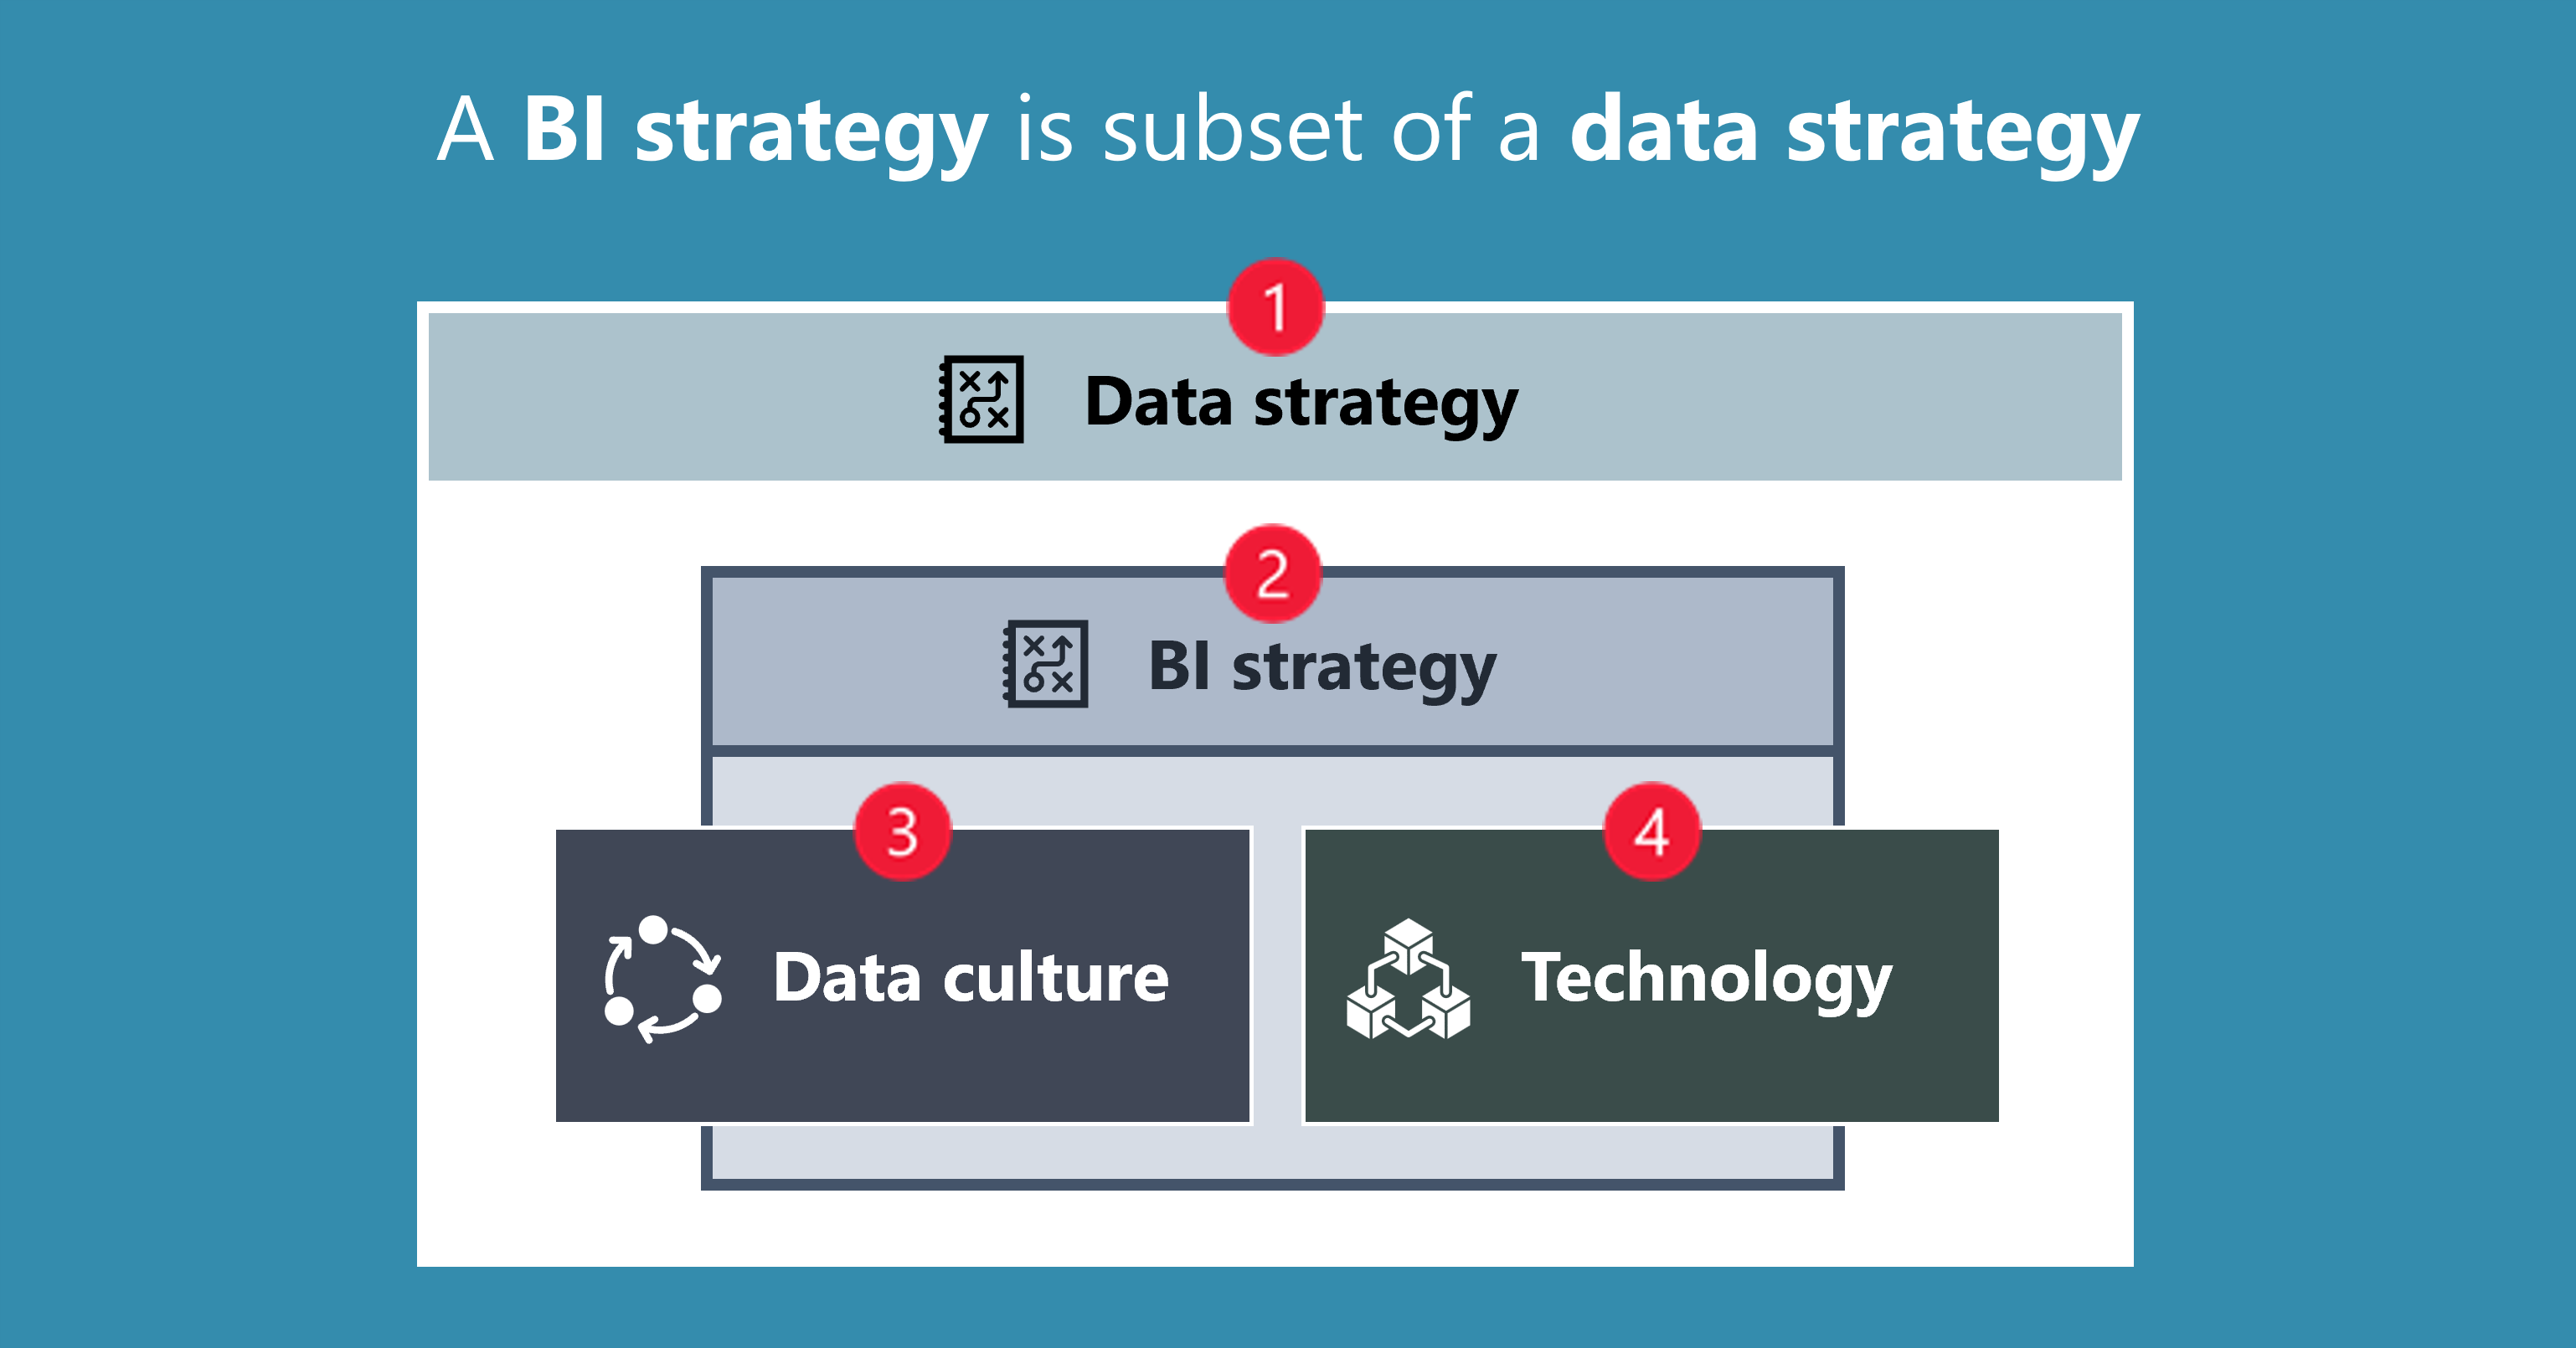 A BI strategy is subset of a data strategy
1
Data strategy
2
BI strategy
3
Data culture
4
Technology